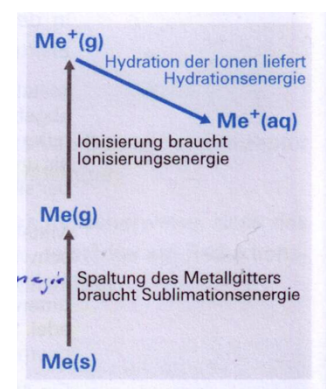 Me⁺(g)
Hydration der Ionen liefert
Hydrationsenergie
Me⁺(aq)
Ionisierung braucht
Ionisierungsenergie
Me(g)
Spaltung des Metallgitters
braucht Sublimationsenergie
Me(s)